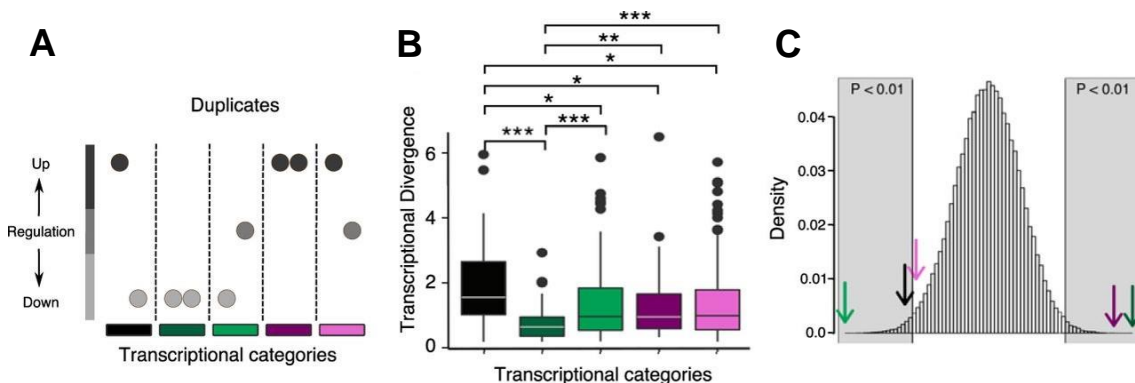 A
Duplicates
Up
Regulation
Down
Transcriptional categories
B
***
**
*
*
*
***
***
Transcriptional Divergence
6
4
2
0
Transcriptional categories
C
P < 0.01
P < 0.01
Density
0.04
0.03
0.02
0.01
0.0